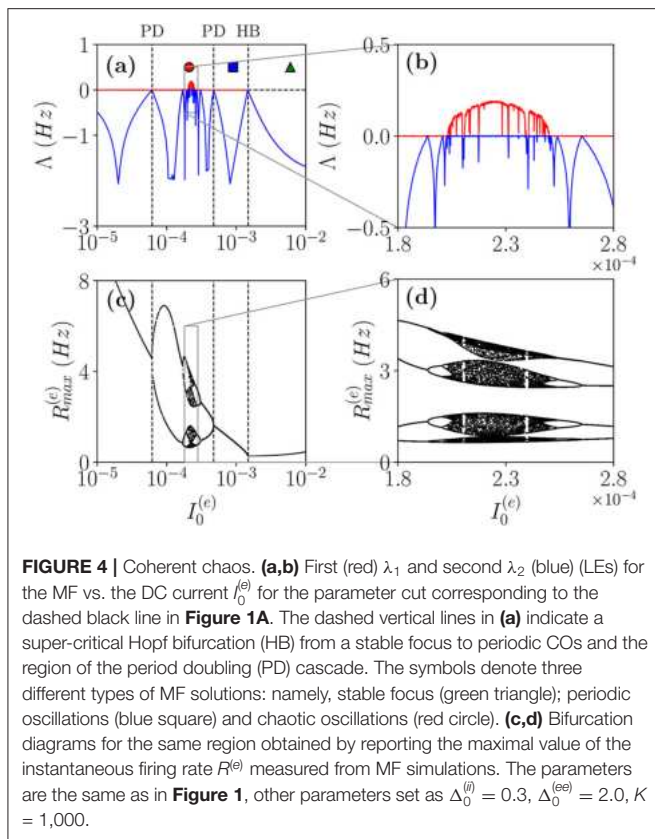 PD PD HB
(a) (b)
Λ (Hz) Λ (Hz)
1 0 −1 −3
0.5 0.0 −0.5
10⁻⁵ 10⁻⁴ 10⁻³ 10⁻²
1.8 2.3 2.8
×10⁻⁴
(c) (d)
R_max^(e) (Hz) R_max^(e) (Hz)
8 4 0
6 3 0
10⁻⁵ 10⁻⁴ 10⁻³ 10⁻²
1.8 2.3 2.8
×10⁻⁴
I_0^(e) I_0^(e)
FIGURE 4 | Coherent chaos. (a,b) First (red) λ₁ and second λ₂ (blue) (LEs) for
the MF vs. the DC current I_0^(e) for the parameter cut corresponding to the
dashed black line in Figure 1A. The dashed vertical lines in (a) indicate a
super-critical Hopf bifurcation (HB) from a stable focus to periodic COs and the
region of the period doubling (PD) cascade. The symbols denote three
different types of MF solutions: namely, stable focus (green triangle); periodic
oscillations (blue square) and chaotic oscillations (red circle). (c,d) Bifurcation
diagrams for the same region obtained by reporting the maximal value of the
instantaneous firing rate R^(e) measured from MF simulations. The parameters
are the same as in Figure 1, other parameters set as Δ_0^(ii) = 0.3, Δ_0^(ee) = 2.0, K
= 1,000.